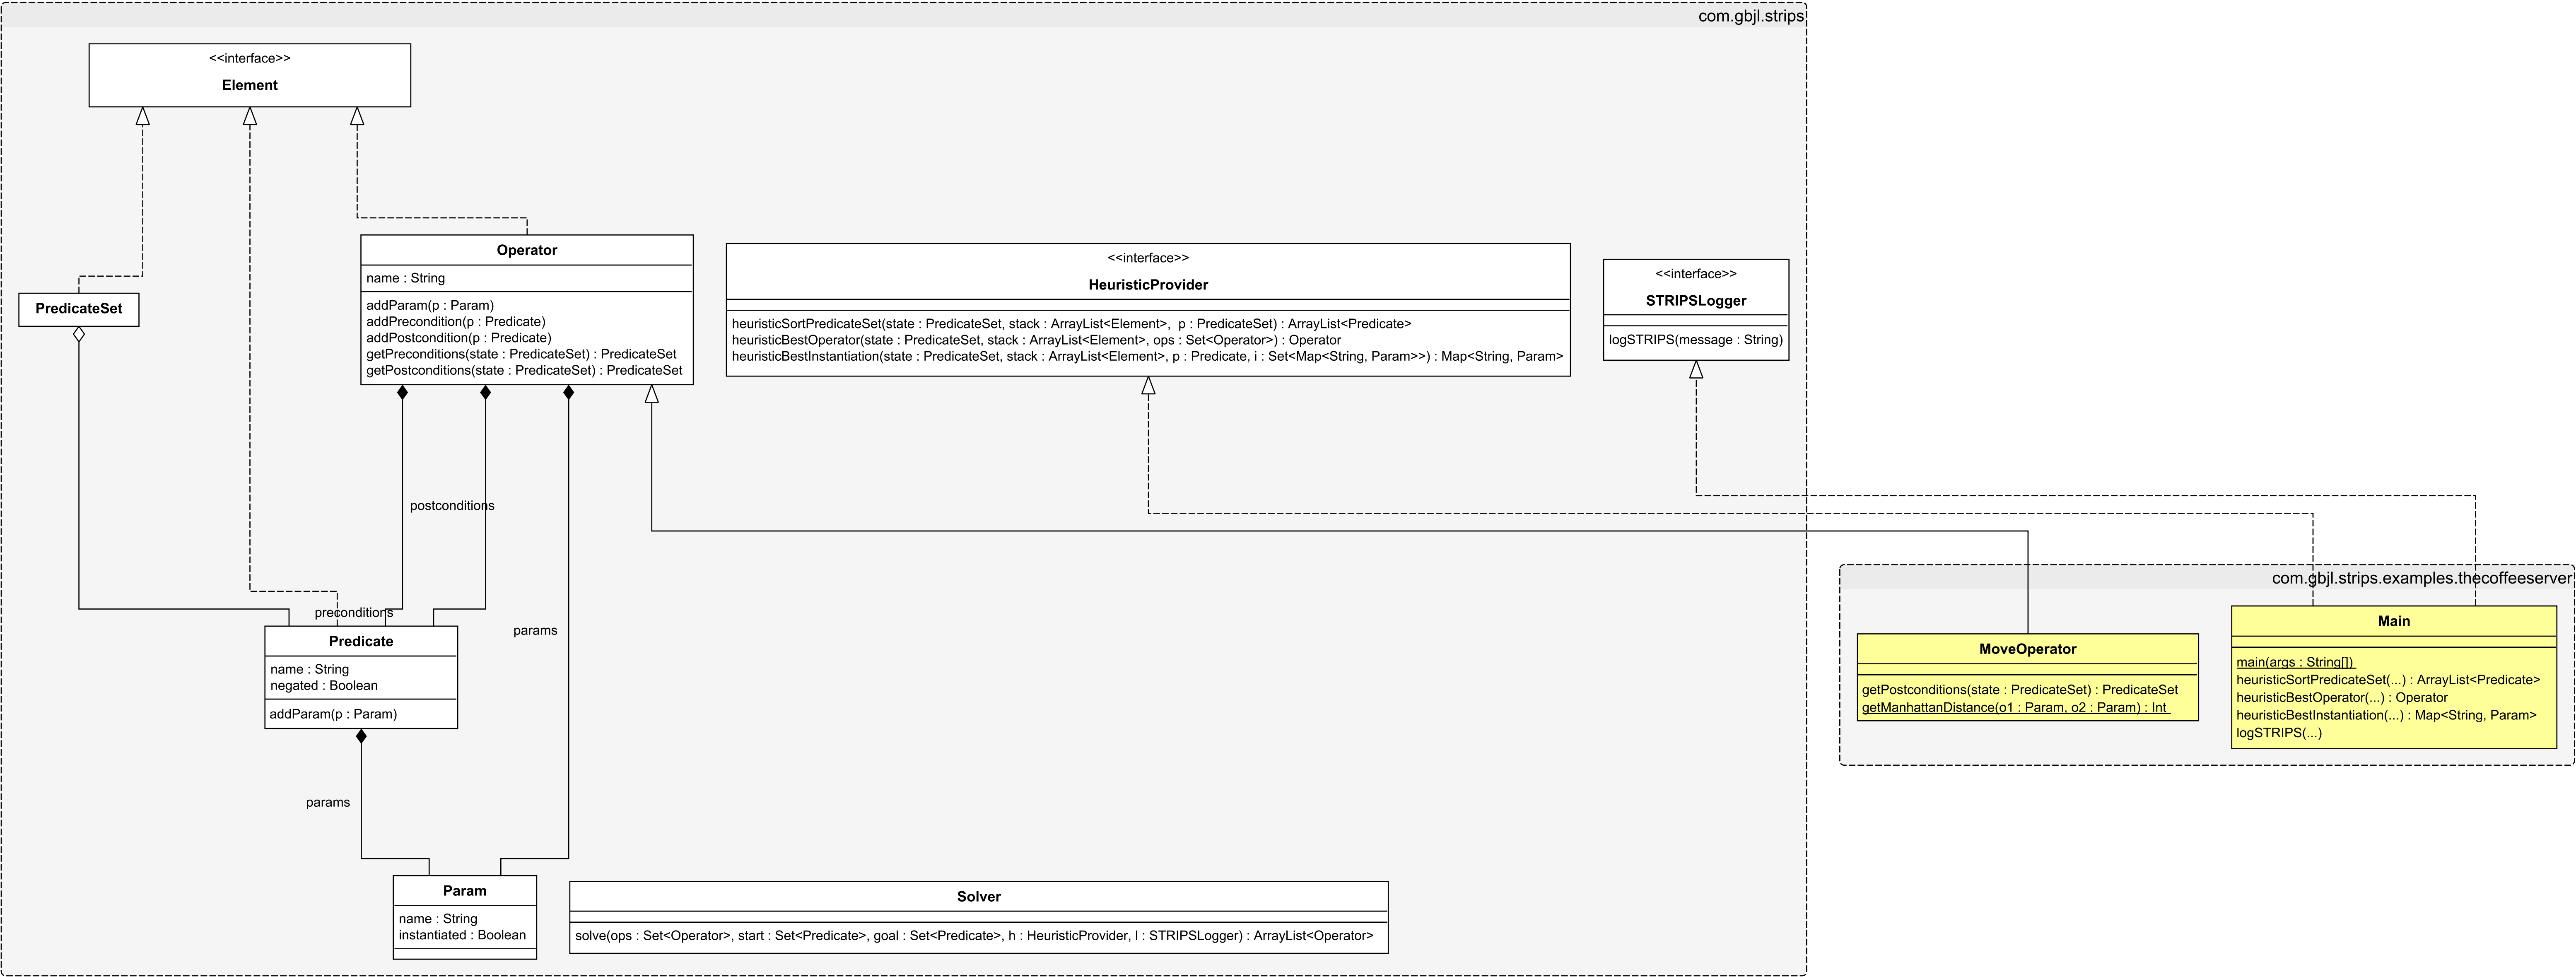 com.gbjl.strips
<<interface>>
Element
Operator
name : String
addParam(p : Param)
addPrecondition(p : Predicate)
addPostcondition(p : Predicate)
getPreconditions(state : PredicateSet) : PredicateSet
getPostconditions(state : PredicateSet) : PredicateSet
<<interface>>
HeuristicProvider
heuristicSortPredicateSet(state : PredicateSet, stack : ArrayList<Element>,  p : PredicateSet) : ArrayList<Predicate>
heuristicBestOperator(state : PredicateSet, stack : ArrayList<Element>, ops : Set<Operator>) : Operator
heuristicBestInstantiation(state : PredicateSet, stack : ArrayList<Element>, p : Predicate, i : Set<Map<String, Param>>) : Map<String, Param>
<<interface>>
STRIPSLogger
logSTRIPS(message : String)
PredicateSet
postconditions
preconditions
params
Predicate
name : String
negated : Boolean
addParam(p : Param)
params
com.gbjl.strips.examples.thecoffeeserver
MoveOperator
getPostconditions(state : PredicateSet) : PredicateSet
getManhattanDistance(o1 : Param, o2 : Param) : Int
Main
main(args : String[])
heuristicSortPredicateSet(...) : ArrayList<Predicate>
heuristicBestOperator(...) : Operator
heuristicBestInstantiation(...) : Map<String, Param>
logSTRIPS(...)
Param
name : String
instantiated : Boolean
Solver
solve(ops : Set<Operator>, start : Set<Predicate>, goal : Set<Predicate>, h : HeuristicProvider, l : STRIPSLogger) : ArrayList<Operator>